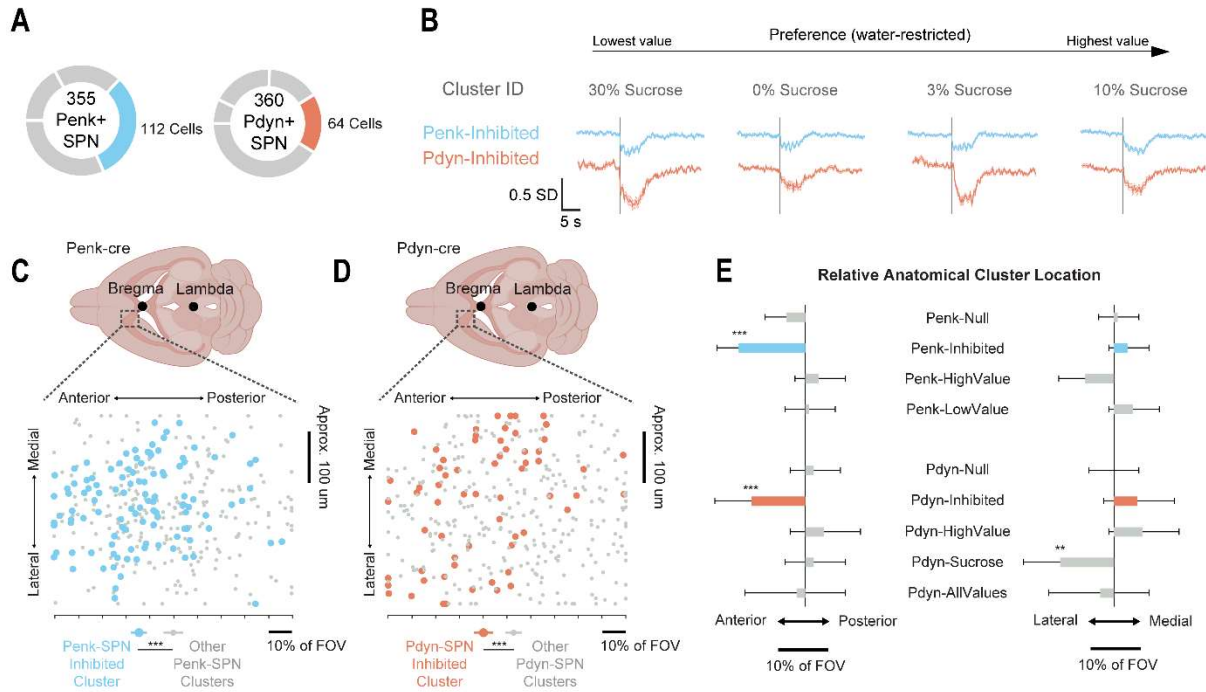 A
355
Penk+
SPN
112 Cells
360
Pdyn+
SPN
64 Cells
B
Preference (water-restricted)
Lowest value
Highest value
Cluster ID
30% Sucrose
0% Sucrose
3% Sucrose
10% Sucrose
Penk-Inhibited
Pdyn-Inhibited
0.5 SD
5 s
C
Penk-cre
Bregma
Lambda
Anterior
Posterior
Medial
Lateral
Approx. 100 um
Penk-SPN
Inhibited
Cluster
***
Other
Penk-SPN
Clusters
10% of FOV
D
Pdyn-cre
Bregma
Lambda
Anterior
Posterior
Medial
Lateral
Approx. 100 um
Pdyn-SPN
Inhibited
Cluster
***
Other
Pdyn-SPN
Clusters
10% of FOV
E
Relative Anatomical Cluster Location
Penk-Null
***
Penk-Inhibited
Penk-HighValue
Penk-LowValue
Pdyn-Null
***
Pdyn-Inhibited
Pdyn-HighValue
**
Pdyn-Sucrose
Pdyn-AllValues
Anterior
Posterior
10% of FOV
Lateral
Medial
10% of FOV